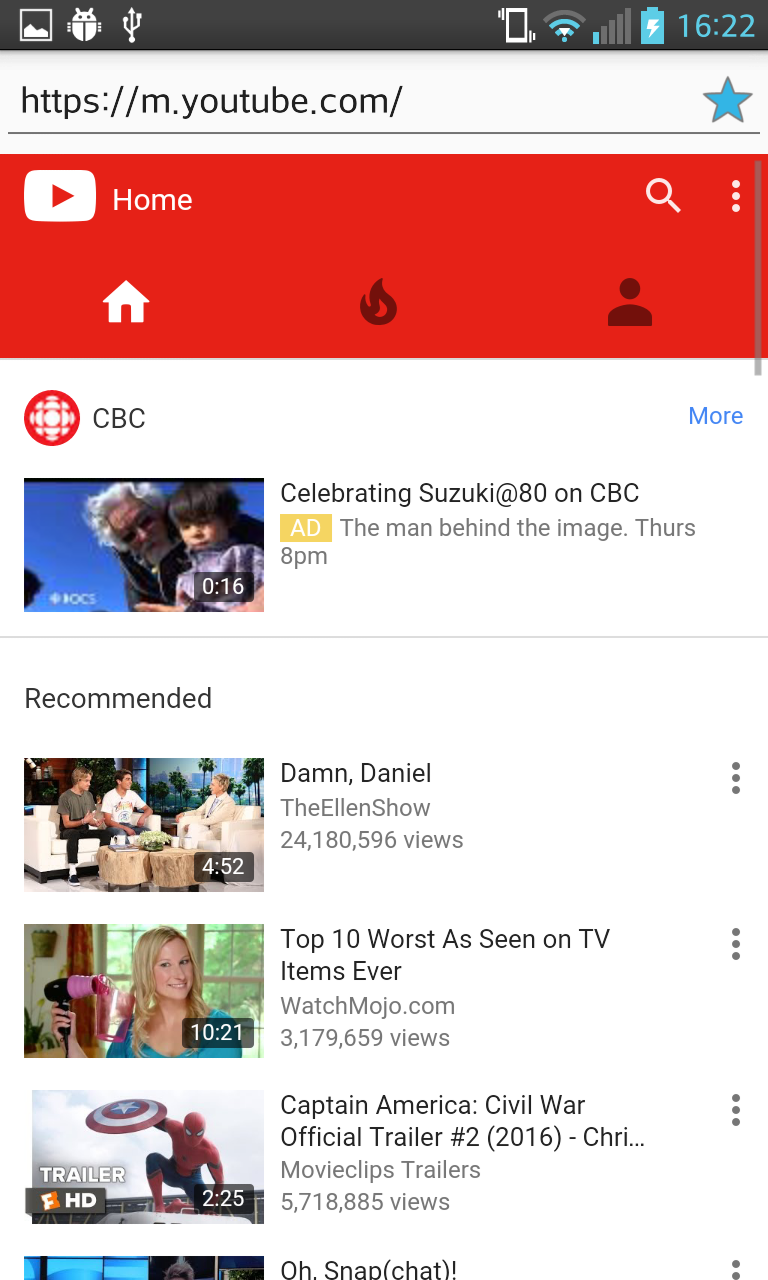 16:22
https://m.youtube.com/
Home
CBC
More
Celebrating Suzuki@80 on CBC
AD The man behind the image. Thurs
8pm
0:16
DOCS
Recommended
Damn, Daniel
TheEllenShow
24,180,596 views
4:52
Top 10 Worst As Seen on TV
Items Ever
WatchMojo.com
3,179,659 views
10:21
Captain America: Civil War
Official Trailer #2 (2016) - Chri...
Movieclips Trailers
5,718,885 views
TRAILER
HD
2:25
Oh, Snap(chat)!